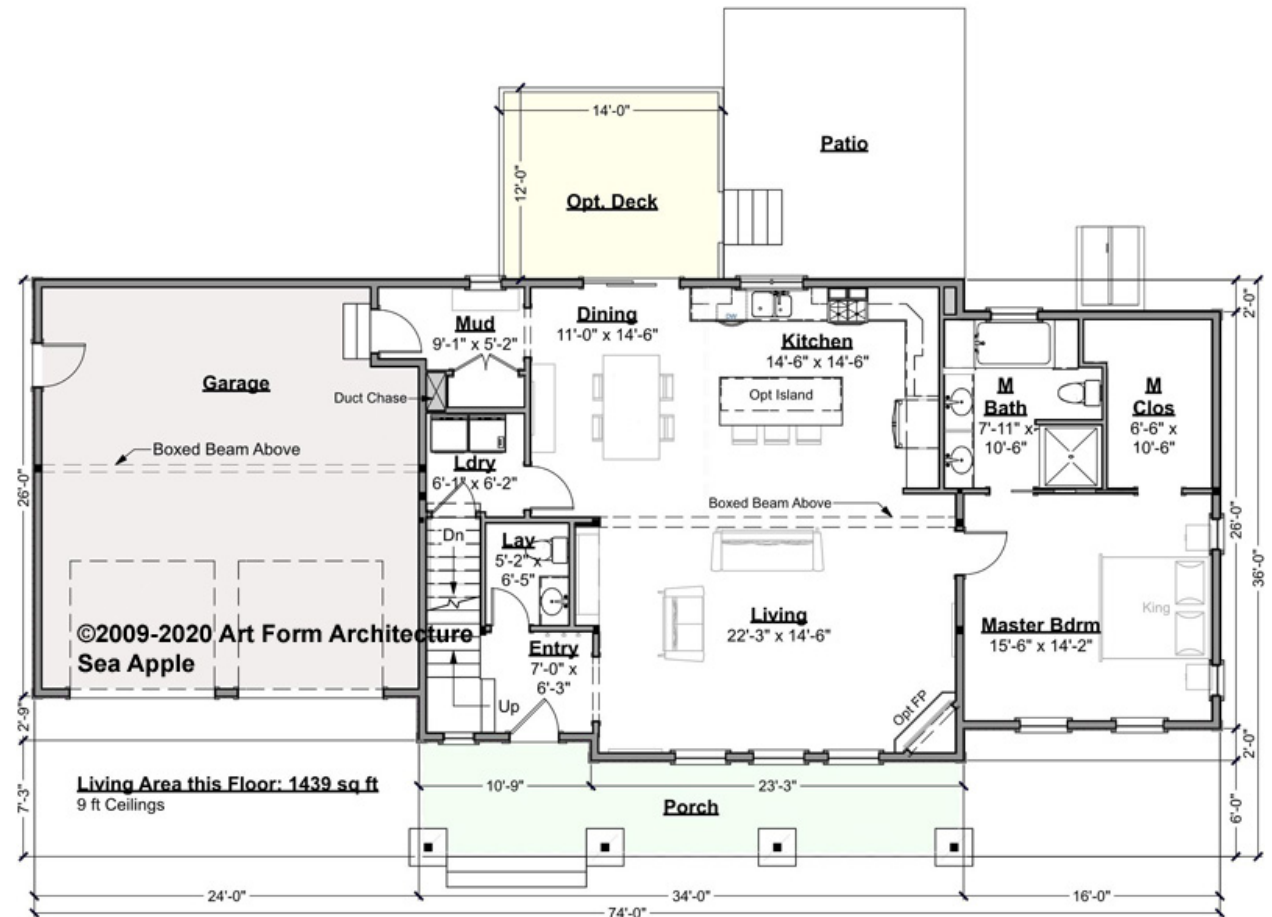 14'-0"
Patio
12'-0"
Opt. Deck
2'-0"
Mud
9'-1" x 5'-2"
Dining
11'-0" x 14'-6"
DW
Kitchen
14'-6" x 14'-6"
Garage
Duct Chase
Opt Island
M
Bath
7'-11" x
10'-6"
M
Clos
6'-6" x
10'-6"
Boxed Beam Above
Ldry
6'-1" x 6'-2"
26'-0"
Boxed Beam Above
Dn
Lav
5'-2" x
6'-5"
26'-0"
36'-0"
King
©2009-2020 Art Form Architecture
Sea Apple
Living
22'-3" x 14'-6"
Master Bdrm
15'-6" x 14'-2"
Entry
7'-0" x
6'-3"
Up
Opt FP
2'-9"
2'-0"
Living Area this Floor: 1439 sq ft
9 ft Ceilings
7'-3"
10'-9"
23'-3"
Porch
6'-0"
24'-0"
34'-0"
16'-0"
74'-0"